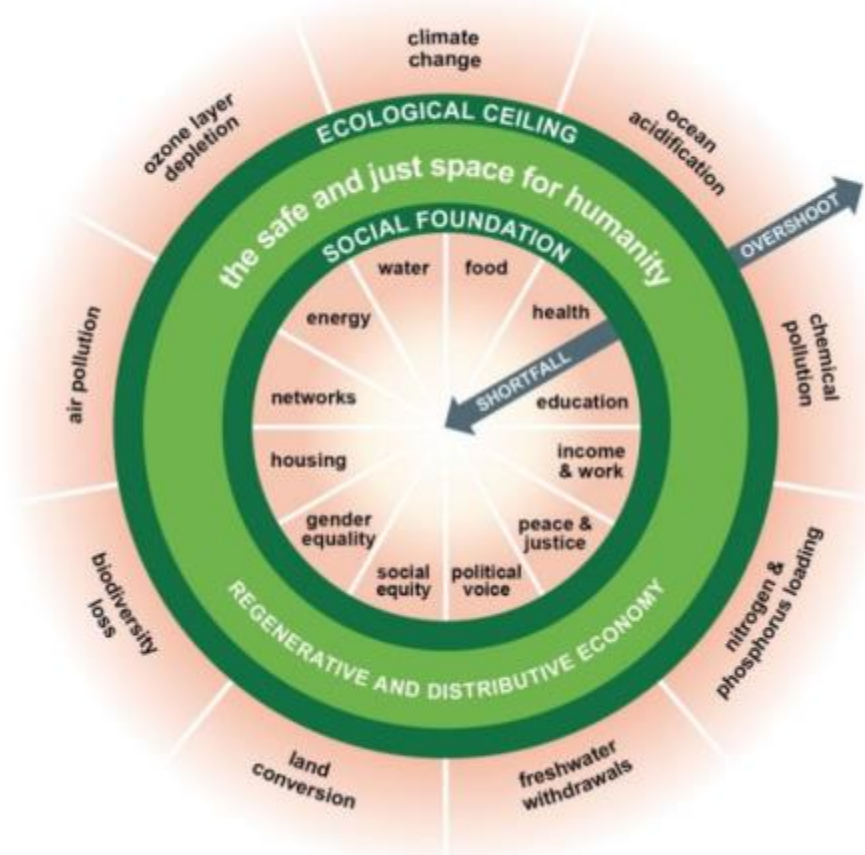 climate
change
ozone layer
depletion
ocean
acidification
ECOLOGICAL CEILING
the safe and just space for humanity
SOCIAL FOUNDATION
OVERSHOOT
water
food
energy
health
air pollution
chemical
pollution
SHORTFALL
networks
education
housing
income
& work
gender
equality
peace &
justice
social
equity
political
voice
biodiversity
loss
nitrogen &
phosphorus loading
REGENERATIVE AND DISTRIBUTIVE ECONOMY
land
conversion
freshwater
withdrawals